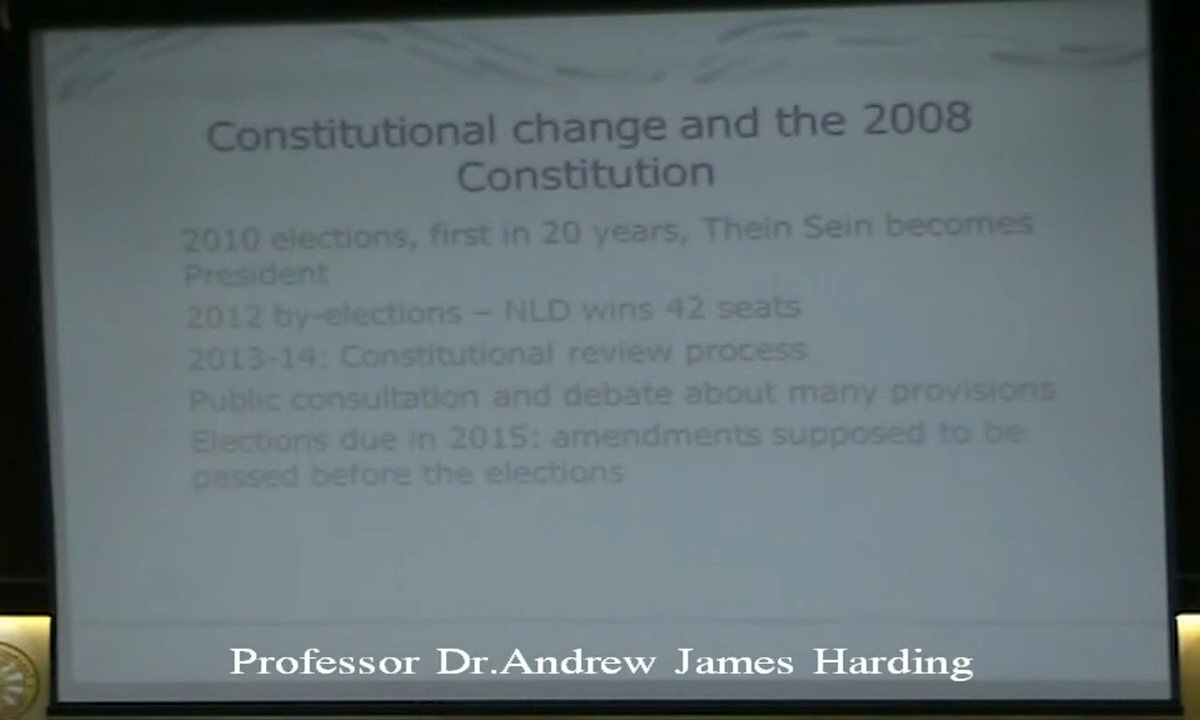 Constitutional change and the 2008
Constitution
2010 elections, first in 20 years, Thein Sein becomes
President
2012 by-elections – NLD wins 42 seats
2013-14: Constitutional review process
Public consultation and debate about many provisions
Elections due in 2015: amendments supposed to be
passed before the elections
Professor Dr.Andrew James Harding